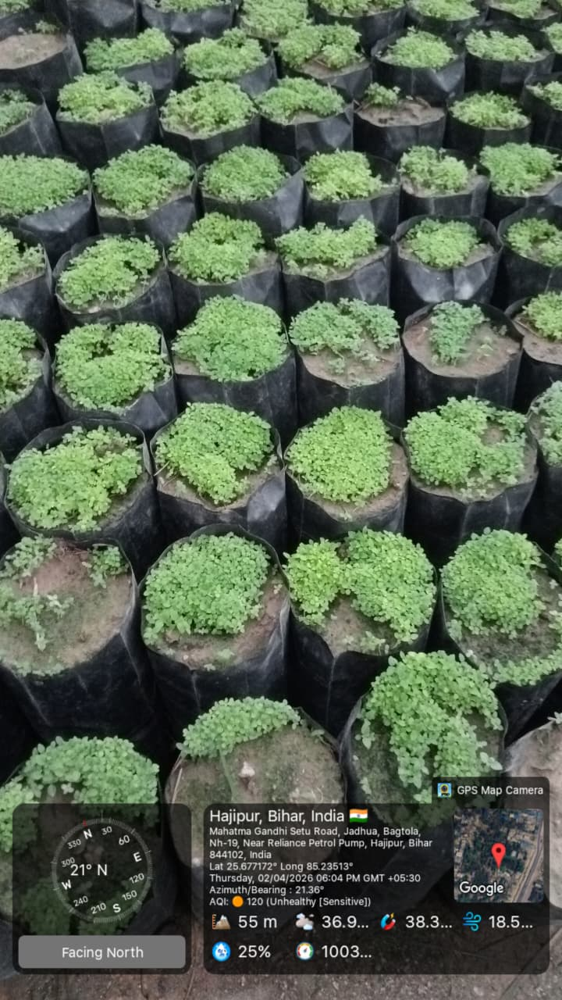 GPS Map Camera
Hajipur, Bihar, India
Mahatma Gandhi Setu Road, Jadhua, Bagtola,
Nh-19, Near Reliance Petrol Pump, Hajipur, Bihar
844102, India
Lat 25.677172° Long 85.23513°
Thursday, 02/04/2026 06:04 PM GMT +05:30
Azimuth/Bearing : 21.36°
AQI: 120 (Unhealthy [Sensitive])
55 m 36.9... 38.3... 18.5...
25% 1003...
Google
N 30 60 E 120 150 S 210 240 W 300 330
21° N
Facing North